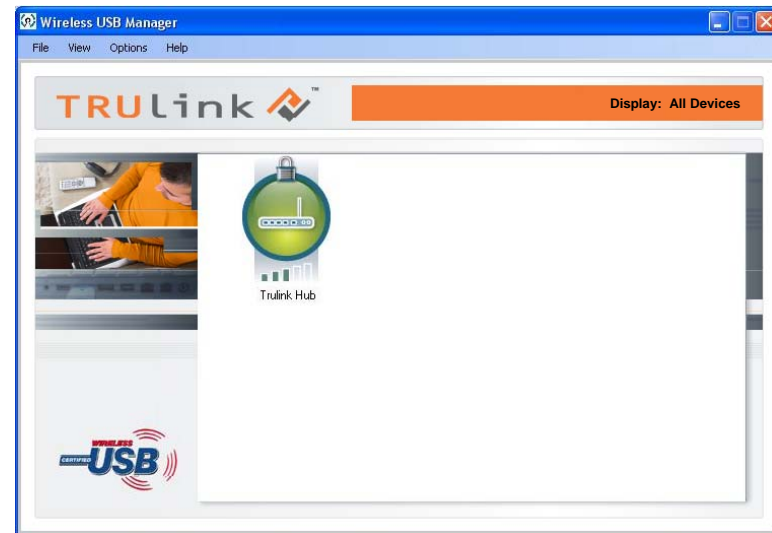 Wireless USB Manager
File View Options Help
TRULink ™
Display: All Devices
Trulink Hub
WIRELESS
CERTIFIED
USB